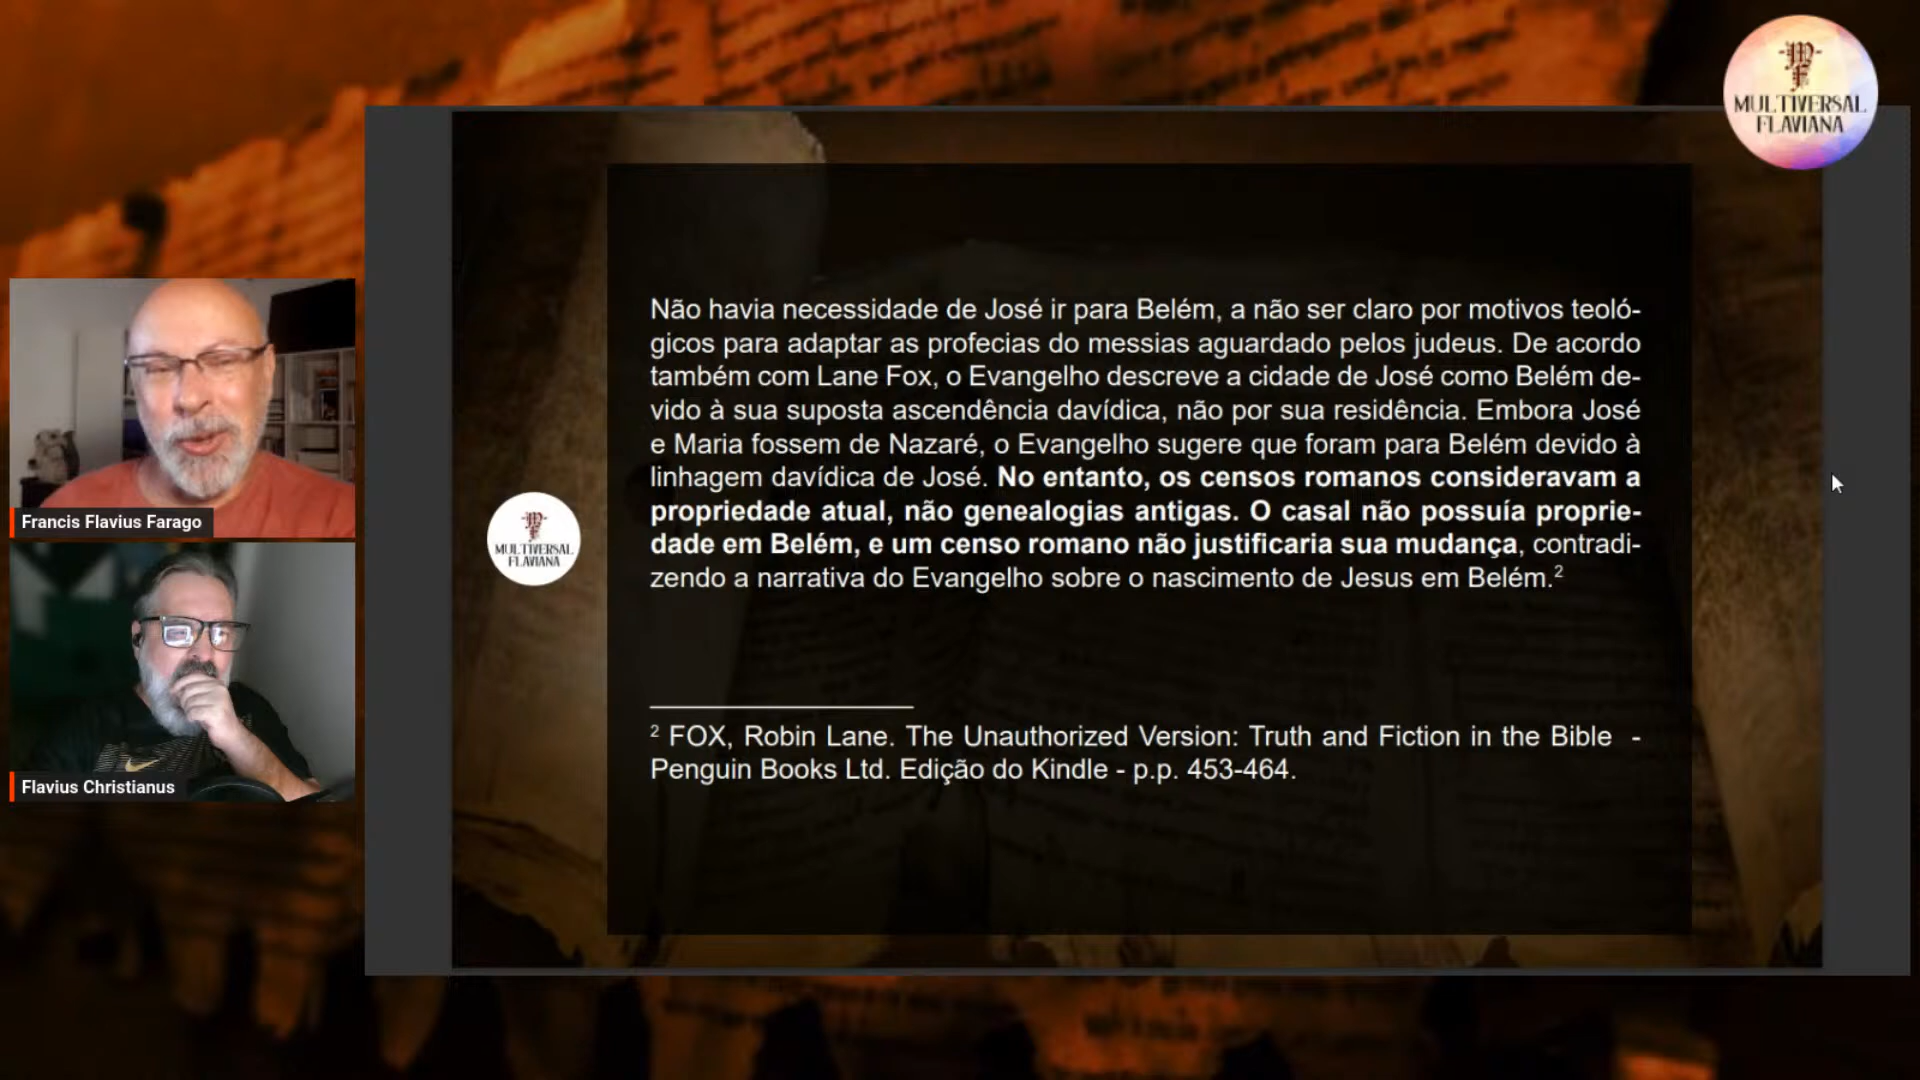 MULTIVERSAL
FLAVIANA
Não havia necessidade de José ir para Belém, a não ser claro por motivos teoló-
gicos para adaptar as profecias do messias aguardado pelos judeus. De acordo
também com Lane Fox, o Evangelho descreve a cidade de José como Belém de-
vido à sua suposta ascendência davídica, não por sua residência. Embora José
e Maria fossem de Nazaré, o Evangelho sugere que foram para Belém devido à
linhagem davídica de José. No entanto, os censos romanos consideravam a
propriedade atual, não genealogias antigas. O casal não possuía proprie-
dade em Belém, e um censo romano não justificaria sua mudança, contradi-
zendo a narrativa do Evangelho sobre o nascimento de Jesus em Belém.²
MULTIVERSAL
FLAVIANA
² FOX, Robin Lane. The Unauthorized Version: Truth and Fiction in the Bible -
Penguin Books Ltd. Edição do Kindle - p.p. 453-464.
Francis Flavius Farago
Flavius Christianus